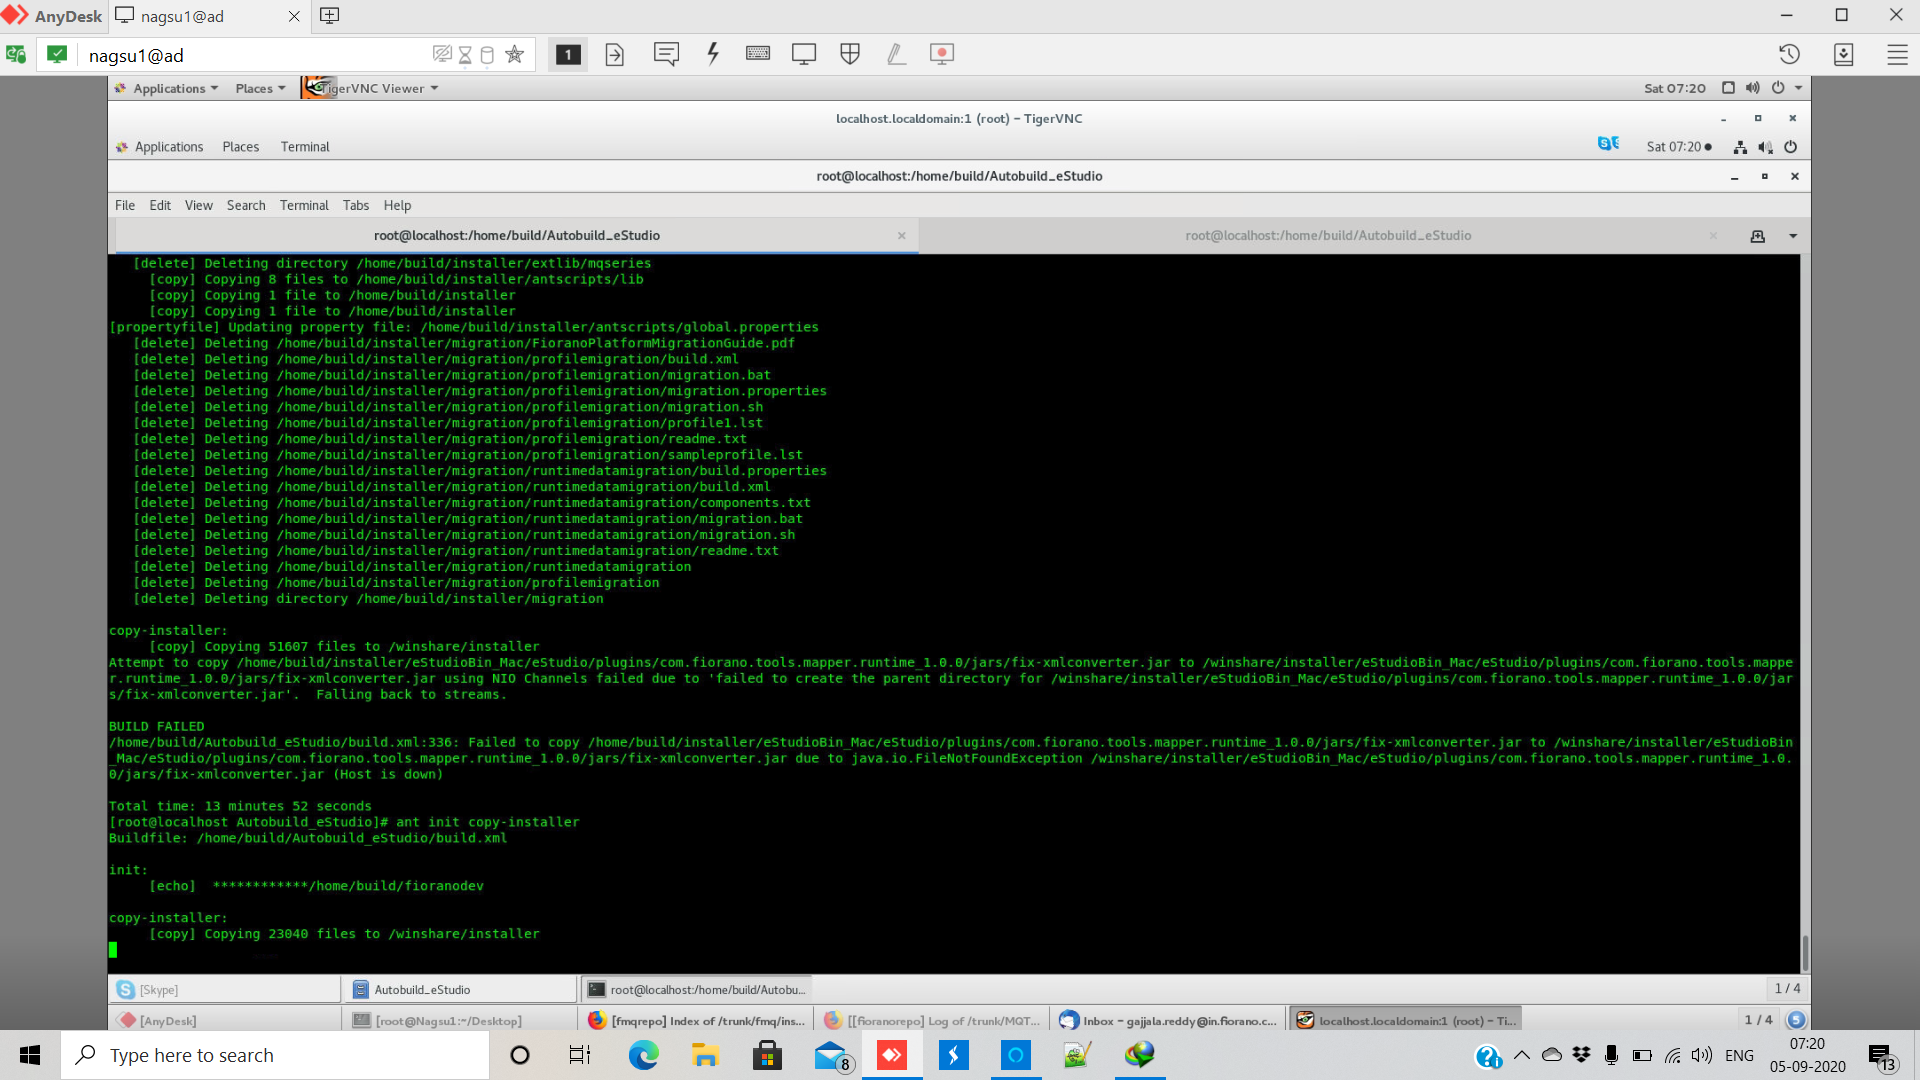 AnyDesk nagsu1@ad
nagsu1@ad 1
Applications Places TigerVNC Viewer Sat 07:20
localhost.localdomain:1 (root) - TigerVNC
Applications Places Terminal Sat 07:20
root@localhost:/home/build/Autobuild_eStudio
File Edit View Search Terminal Tabs Help
root@localhost:/home/build/Autobuild_eStudio root@localhost:/home/build/Autobuild_eStudio
[delete] Deleting directory /home/build/installer/extlib/mqseries
[copy] Copying 8 files to /home/build/installer/antscripts/lib
[copy] Copying 1 file to /home/build/installer
[copy] Copying 1 file to /home/build/installer
[propertyfile] Updating property file: /home/build/installer/antscripts/global.properties
[delete] Deleting /home/build/installer/migration/FioranoPlatformMigrationGuide.pdf
[delete] Deleting /home/build/installer/migration/profilemigration/build.xml
[delete] Deleting /home/build/installer/migration/profilemigration/migration.bat
[delete] Deleting /home/build/installer/migration/profilemigration/migration.properties
[delete] Deleting /home/build/installer/migration/profilemigration/migration.sh
[delete] Deleting /home/build/installer/migration/profilemigration/profile1.lst
[delete] Deleting /home/build/installer/migration/profilemigration/readme.txt
[delete] Deleting /home/build/installer/migration/profilemigration/sampleprofile.lst
[delete] Deleting /home/build/installer/migration/runtimedatamigration/build.properties
[delete] Deleting /home/build/installer/migration/runtimedatamigration/build.xml
[delete] Deleting /home/build/installer/migration/runtimedatamigration/components.txt
[delete] Deleting /home/build/installer/migration/runtimedatamigration/migration.bat
[delete] Deleting /home/build/installer/migration/runtimedatamigration/migration.sh
[delete] Deleting /home/build/installer/migration/runtimedatamigration/readme.txt
[delete] Deleting /home/build/installer/migration/runtimedatamigration
[delete] Deleting /home/build/installer/migration/profilemigration
[delete] Deleting directory /home/build/installer/migration
copy-installer:
[copy] Copying 51607 files to /winshare/installer
Attempt to copy /home/build/installer/eStudioBin_Mac/eStudio/plugins/com.fiorano.tools.mapper.runtime_1.0.0/jars/fix-xmlconverter.jar to /winshare/installer/eStudioBin_Mac/eStudio/plugins/com.fiorano.tools.mappe
r.runtime_1.0.0/jars/fix-xmlconverter.jar using NIO Channels failed due to 'failed to create the parent directory for /winshare/installer/eStudioBin_Mac/eStudio/plugins/com.fiorano.tools.mapper.runtime_1.0.0/jar
s/fix-xmlconverter.jar'.  Falling back to streams.
BUILD FAILED
/home/build/Autobuild_eStudio/build.xml:336: Failed to copy /home/build/installer/eStudioBin_Mac/eStudio/plugins/com.fiorano.tools.mapper.runtime_1.0.0/jars/fix-xmlconverter.jar to /winshare/installer/eStudioBin
_Mac/eStudio/plugins/com.fiorano.tools.mapper.runtime_1.0.0/jars/fix-xmlconverter.jar due to java.io.FileNotFoundException /winshare/installer/eStudioBin_Mac/eStudio/plugins/com.fiorano.tools.mapper.runtime_1.0.
0/jars/fix-xmlconverter.jar (Host is down)
Total time: 13 minutes 52 seconds
[root@localhost Autobuild_eStudio]# ant init copy-installer
Buildfile: /home/build/Autobuild_eStudio/build.xml
init:
[echo]  ************/home/build/fioranodev
copy-installer:
[copy] Copying 23040 files to /winshare/installer
[Skype] Autobuild_eStudio root@localhost:/home/build/Autobu... 1 / 4
[AnyDesk] [root@Nagsu1:~/Desktop] [fmqrepo] Index of /trunk/fmq/ins... [[fioranorepo] Log of /trunk/MQT... Inbox - gajjala.reddy@in.fiorano.c... localhost.localdomain:1 (root) - Ti... 1 / 4 5
Type here to search 8 ENG 07:20
05-09-2020 13